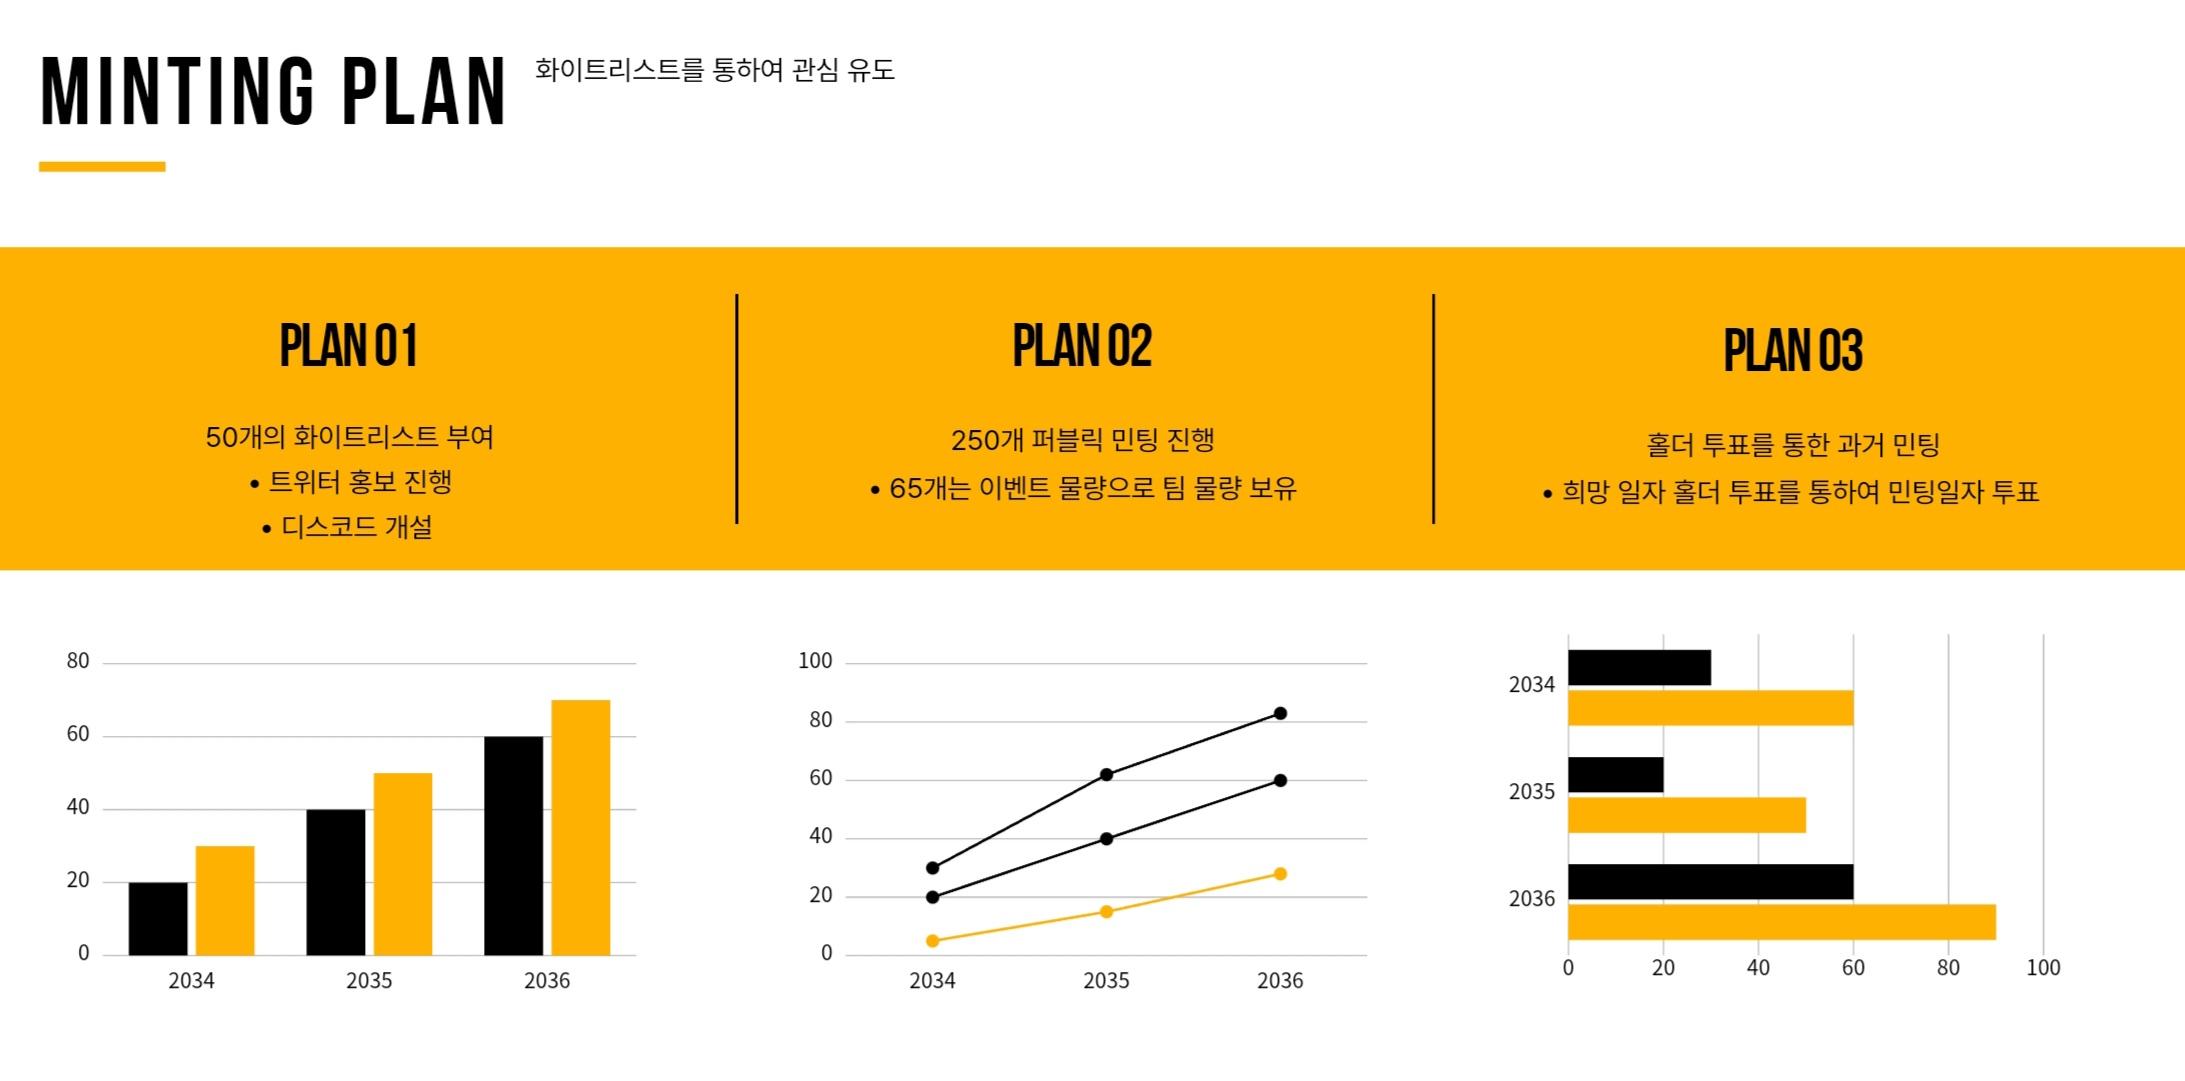 MINTING PLAN 화이트리스트를 통하여 관심 유도
PLAN 01
50개의 화이트리스트 부여
• 트위터 홍보 진행
• 디스코드 개설
PLAN 02
250개 퍼블릭 민팅 진행
• 65개는 이벤트 물량으로 팀 물량 보유
PLAN 03
홀더 투표를 통한 과거 민팅
• 희망 일자 홀더 투표를 통하여 민팅일자 투표
80
60
40
20
0
2034 2035 2036
100
80
60
40
20
0
2034 2035 2036
2034
2035
2036
0 20 40 60 80 100